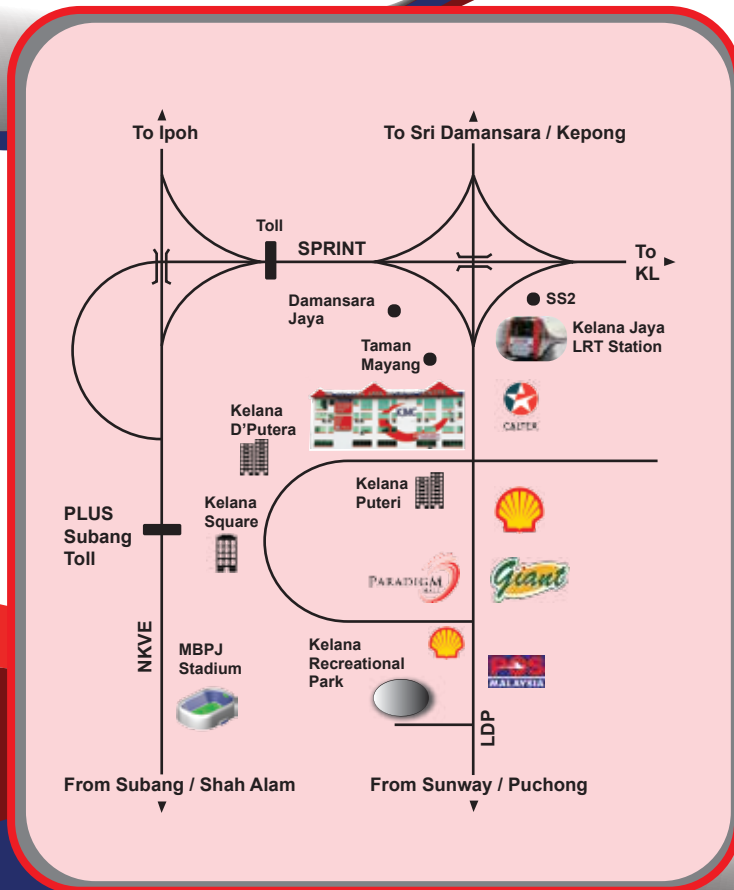 To Ipoh
To Sri Damansara / Kepong
Toll
SPRINT
To
KL
Damansara
Jaya
SS2
Kelana Jaya
LRT Station
Taman
Mayang
CALTEX
Kelana
D'Putera
Kelana
Puteri
PLUS
Subang
Toll
Kelana
Square
PARADIGM
MALL
Giant
NKVE
MBPJ
Stadium
Kelana
Recreational
Park
POS
MALAYSIA
LDP
From Subang / Shah Alam
From Sunway / Puchong